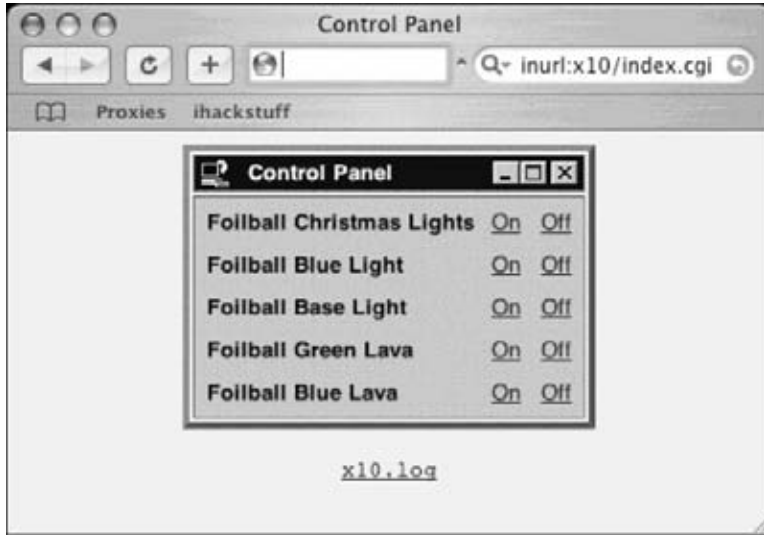 Control Panel
inurl:x10/index.cgi
Proxies ihackstuff
Control Panel
Foilball Christmas Lights On Off
Foilball Blue Light On Off
Foilball Base Light On Off
Foilball Green Lava On Off
Foilball Blue Lava On Off
x10.log